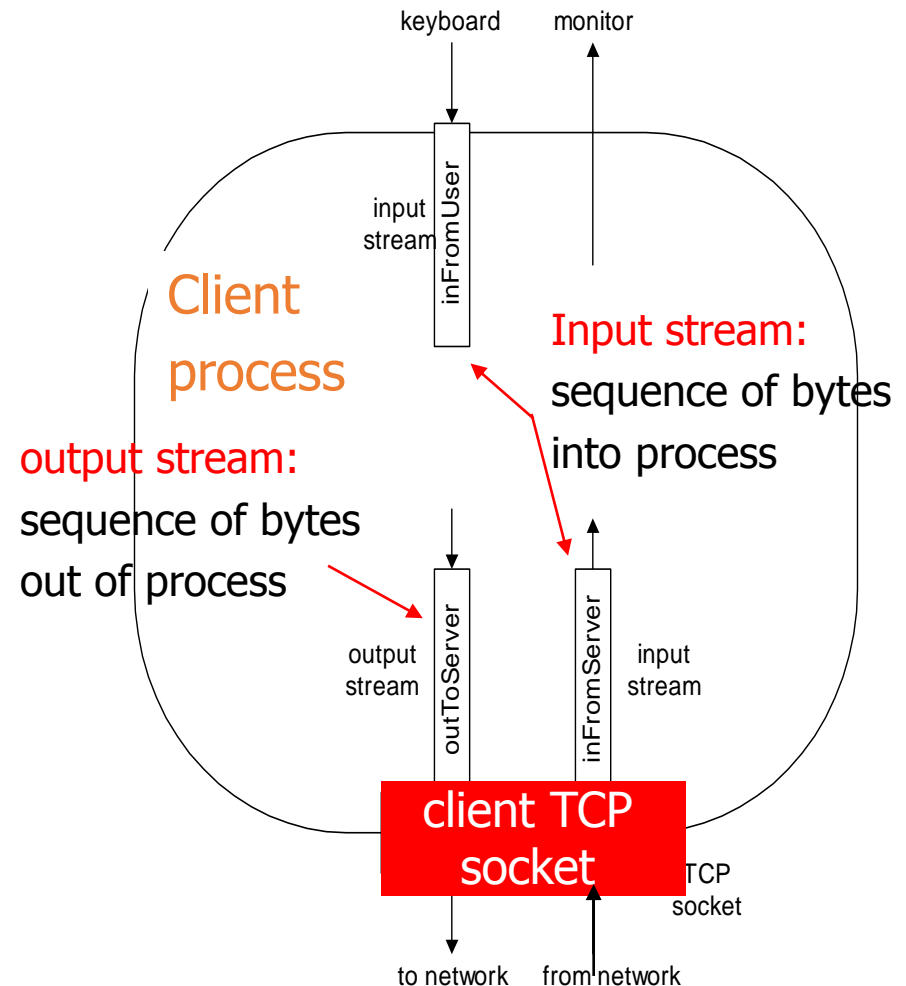 keyboard
monitor
input
stream
inFromUser
Client
process
Input stream:
sequence of bytes
into process
output stream:
sequence of bytes
out of process
output
stream
outToServer
inFromServer
input
stream
client TCP
socket
TCP
socket
to network
from network